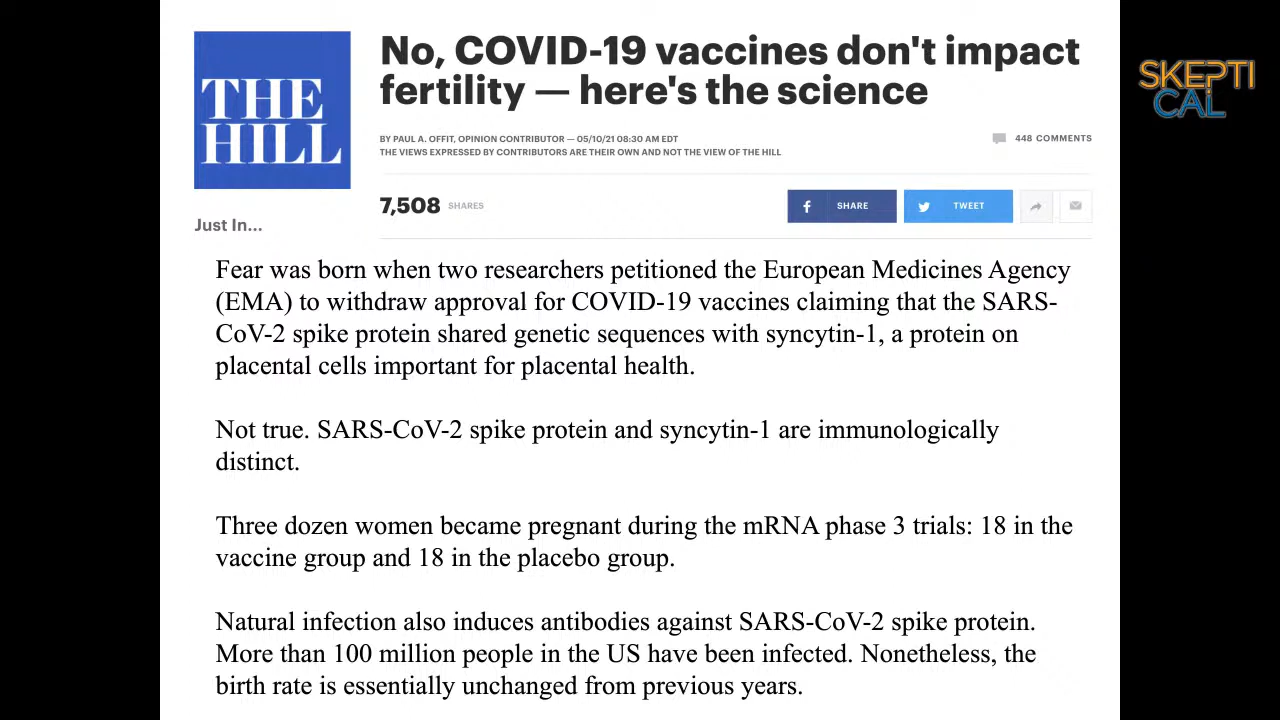 THE
HILL
No, COVID-19 vaccines don't impact
fertility — here's the science
SKEPTI
CAL
BY PAUL A. OFFIT, OPINION CONTRIBUTOR — 05/10/21 08:30 AM EDT
THE VIEWS EXPRESSED BY CONTRIBUTORS ARE THEIR OWN AND NOT THE VIEW OF THE HILL
448 COMMENTS
7,508 SHARES
f SHARE
TWEET
Just In...
Fear was born when two researchers petitioned the European Medicines Agency
(EMA) to withdraw approval for COVID-19 vaccines claiming that the SARS-
CoV-2 spike protein shared genetic sequences with syncytin-1, a protein on
placental cells important for placental health.
Not true. SARS-CoV-2 spike protein and syncytin-1 are immunologically
distinct.
Three dozen women became pregnant during the mRNA phase 3 trials: 18 in the
vaccine group and 18 in the placebo group.
Natural infection also induces antibodies against SARS-CoV-2 spike protein.
More than 100 million people in the US have been infected. Nonetheless, the
birth rate is essentially unchanged from previous years.